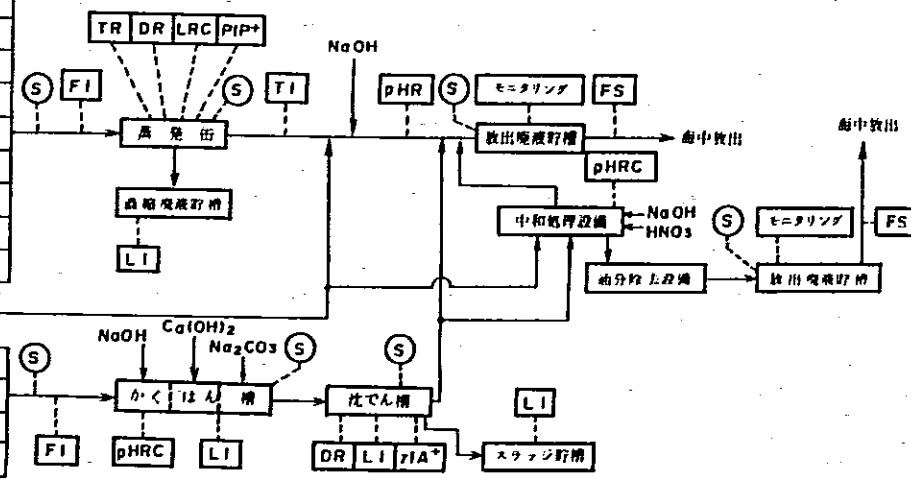 TR DR LRC PIP+
NaOH
S FI S TI pHR S モニタリング FS
蒸発缶
放出廃液貯槽
海中放出
海中放出
濃縮廃液貯槽
LI
pHRC
中和処理設備
NaOH
HNO3
S モニタリング FS
油分除去設備
放出廃液貯槽
NaOH Ca(OH)2
Na2CO3
S S S
かくはん槽
沈でん槽
LI
FI pHRC LI
DR LI γIA+
スラッジ貯槽